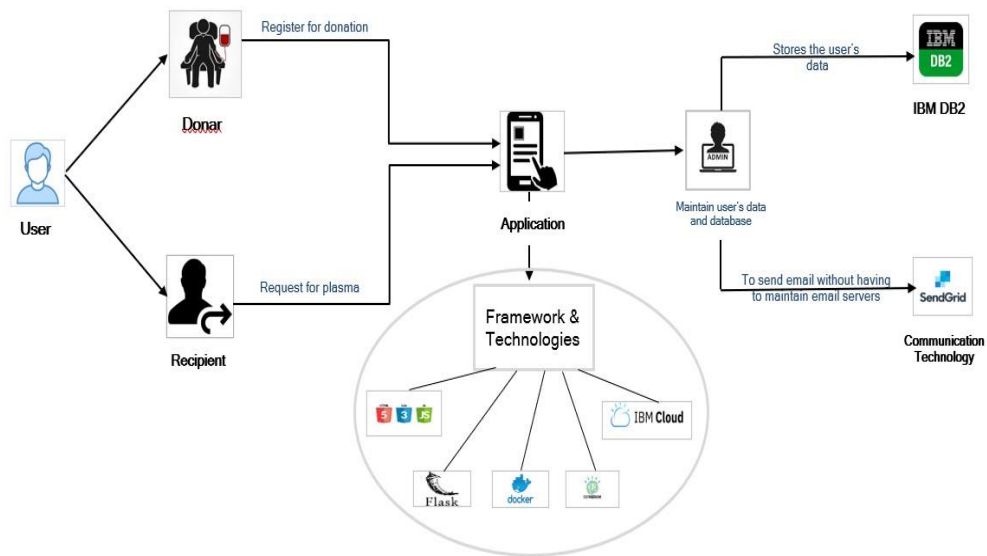 Register for donation
Donar
User
Request for plasma
Recipient
Application
ADMIN
Maintain user's data
and database
Stores the user's
data
IBM
DB2
IBM DB2
To send email without having
to maintain email servers
SendGrid
Communication
Technology
Framework &
Technologies
5 3 JS
IBM Cloud
Flask
docker